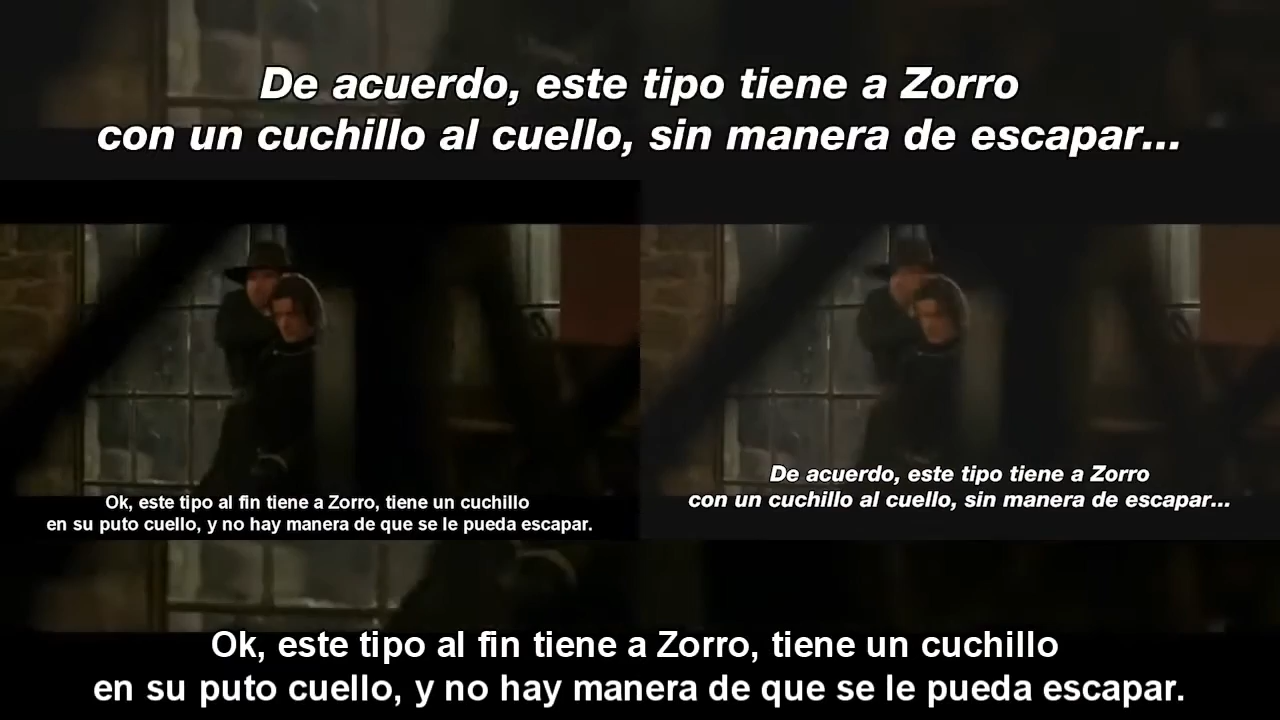 De acuerdo, este tipo tiene a Zorro
con un cuchillo al cuello, sin manera de escapar...
Ok, este tipo al fin tiene a Zorro, tiene un cuchillo
en su puto cuello, y no hay manera de que se le pueda escapar.
De acuerdo, este tipo tiene a Zorro
con un cuchillo al cuello, sin manera de escapar...
Ok, este tipo al fin tiene a Zorro, tiene un cuchillo
en su puto cuello, y no hay manera de que se le pueda escapar.